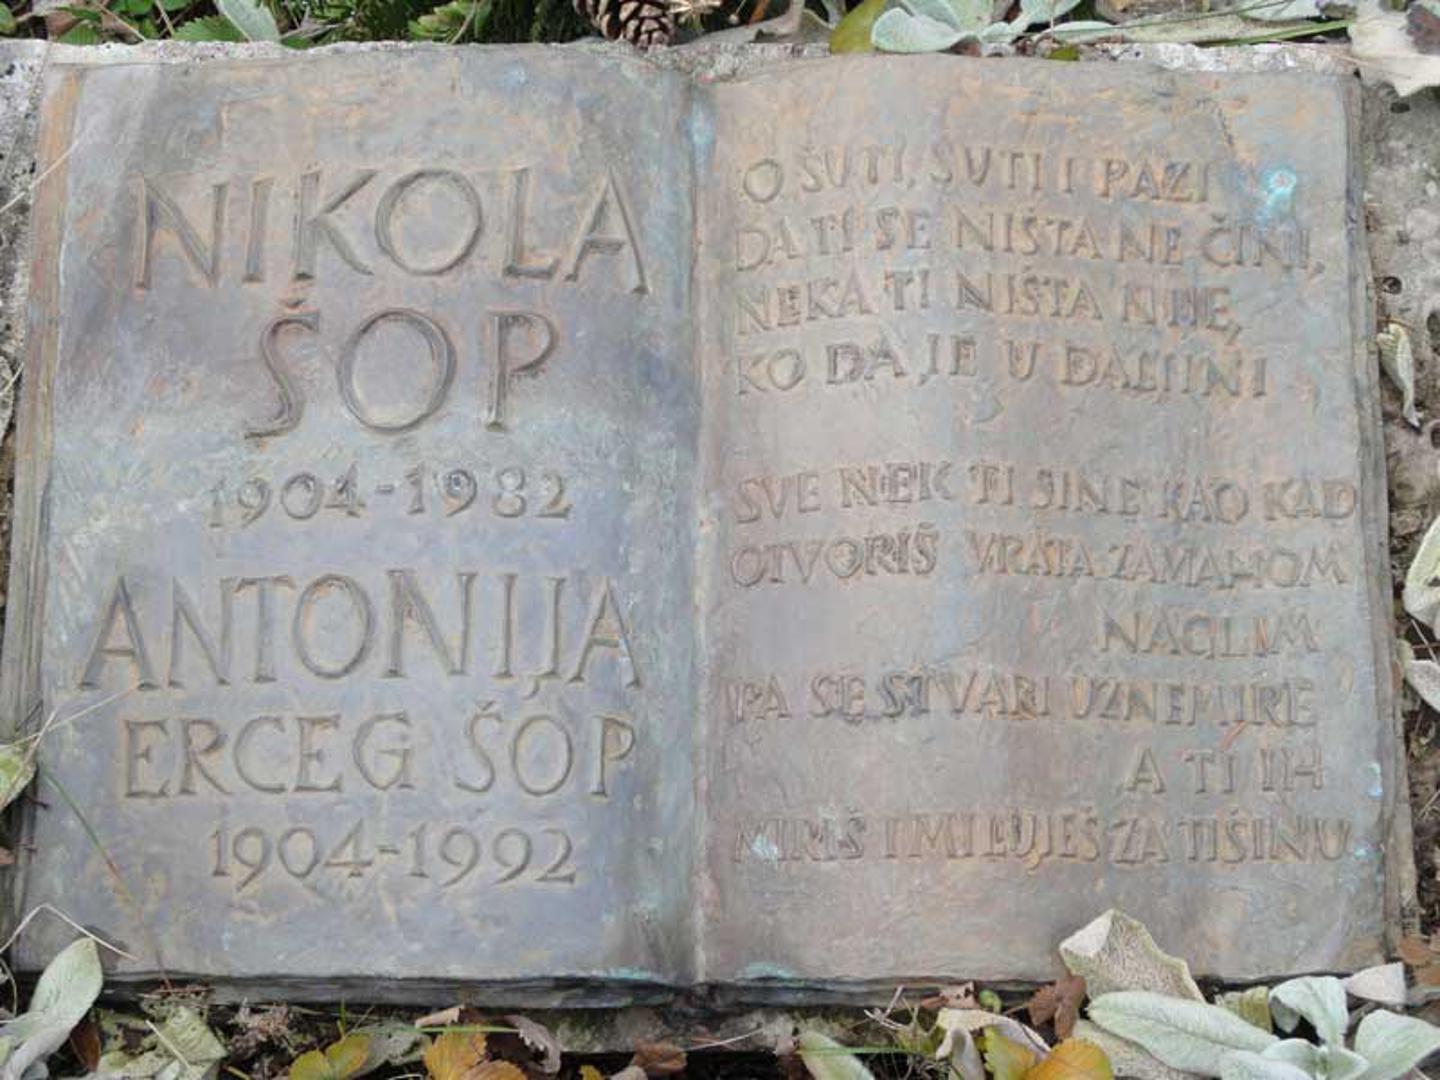 NIKOLA
ŠOP
1904-1982
ANTONIJA
ERCEG ŠOP
1904-1992
O ŠUTI, ŠUTI I PAZI
DA TI SE NIŠTA NE ČINI,
NEKA TI NIŠTA NIJE,
KO DA JE U DALJINI
SVE NEK TI SINE KAO KAD
OTVORIŠ VRATA ZAMAHOM
NAGLIM
PA SE STVARI UZNEMIRE
A TI IH
MIRIŠ I MILUJEŠ ZA TIŠINU